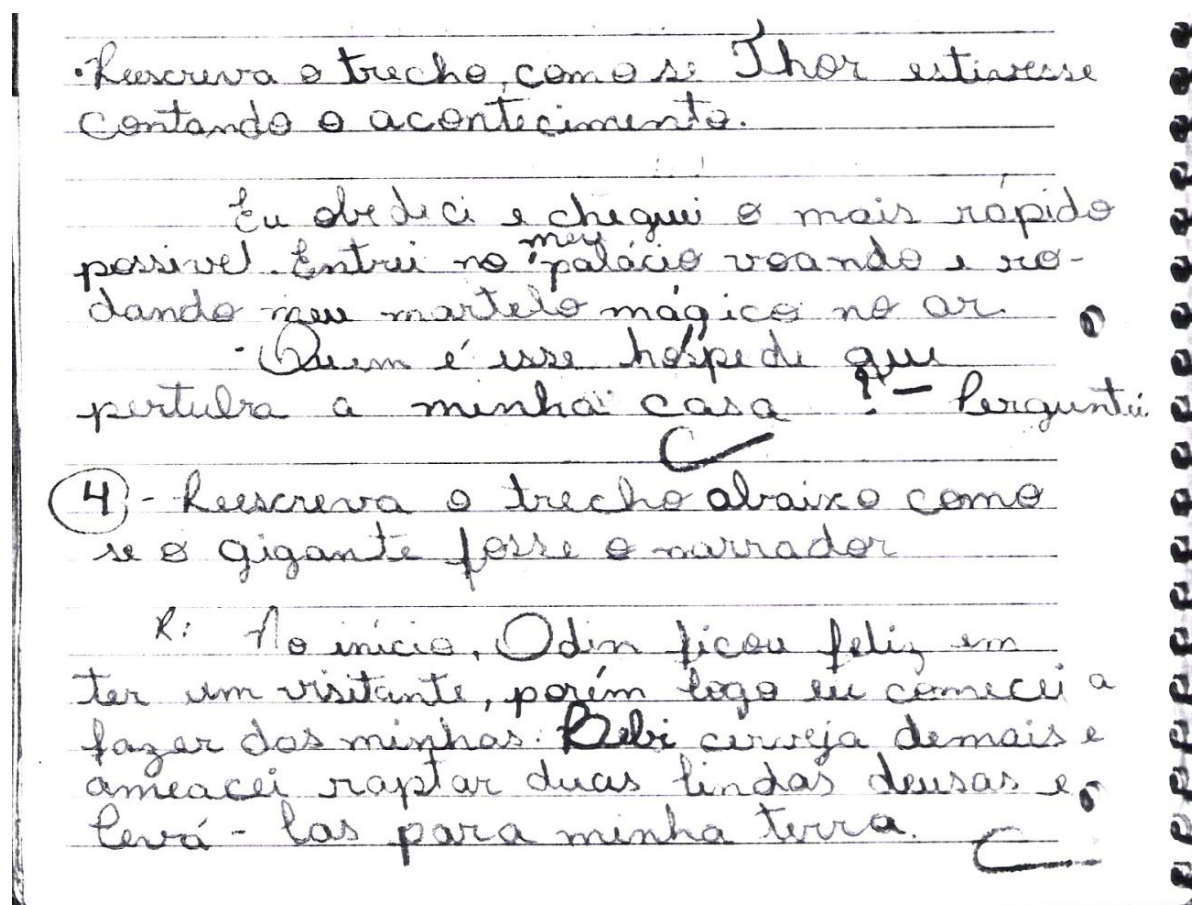 •Reescreva o trecho, como se Thor estivesse
contando o acontecimento.
Eu obedeci e cheguei o mais rápido
possivel. Entrei no meu palácio voando e ro-
dando meu martelo mágico no ar.
- Quem é esse hóspede que
pertulba a minha casa ?! - Perguntei.
4 - Reescreva o trecho abaixo como
se o gigante fosse o narrador
R: No início, Odin ficou feliz em
ter um visitante, porém logo eu comecei a
fazer das minhas. Bebi cerveja demais e
ameacei raptar duas lindas deusas e
levá-las para minha terra.